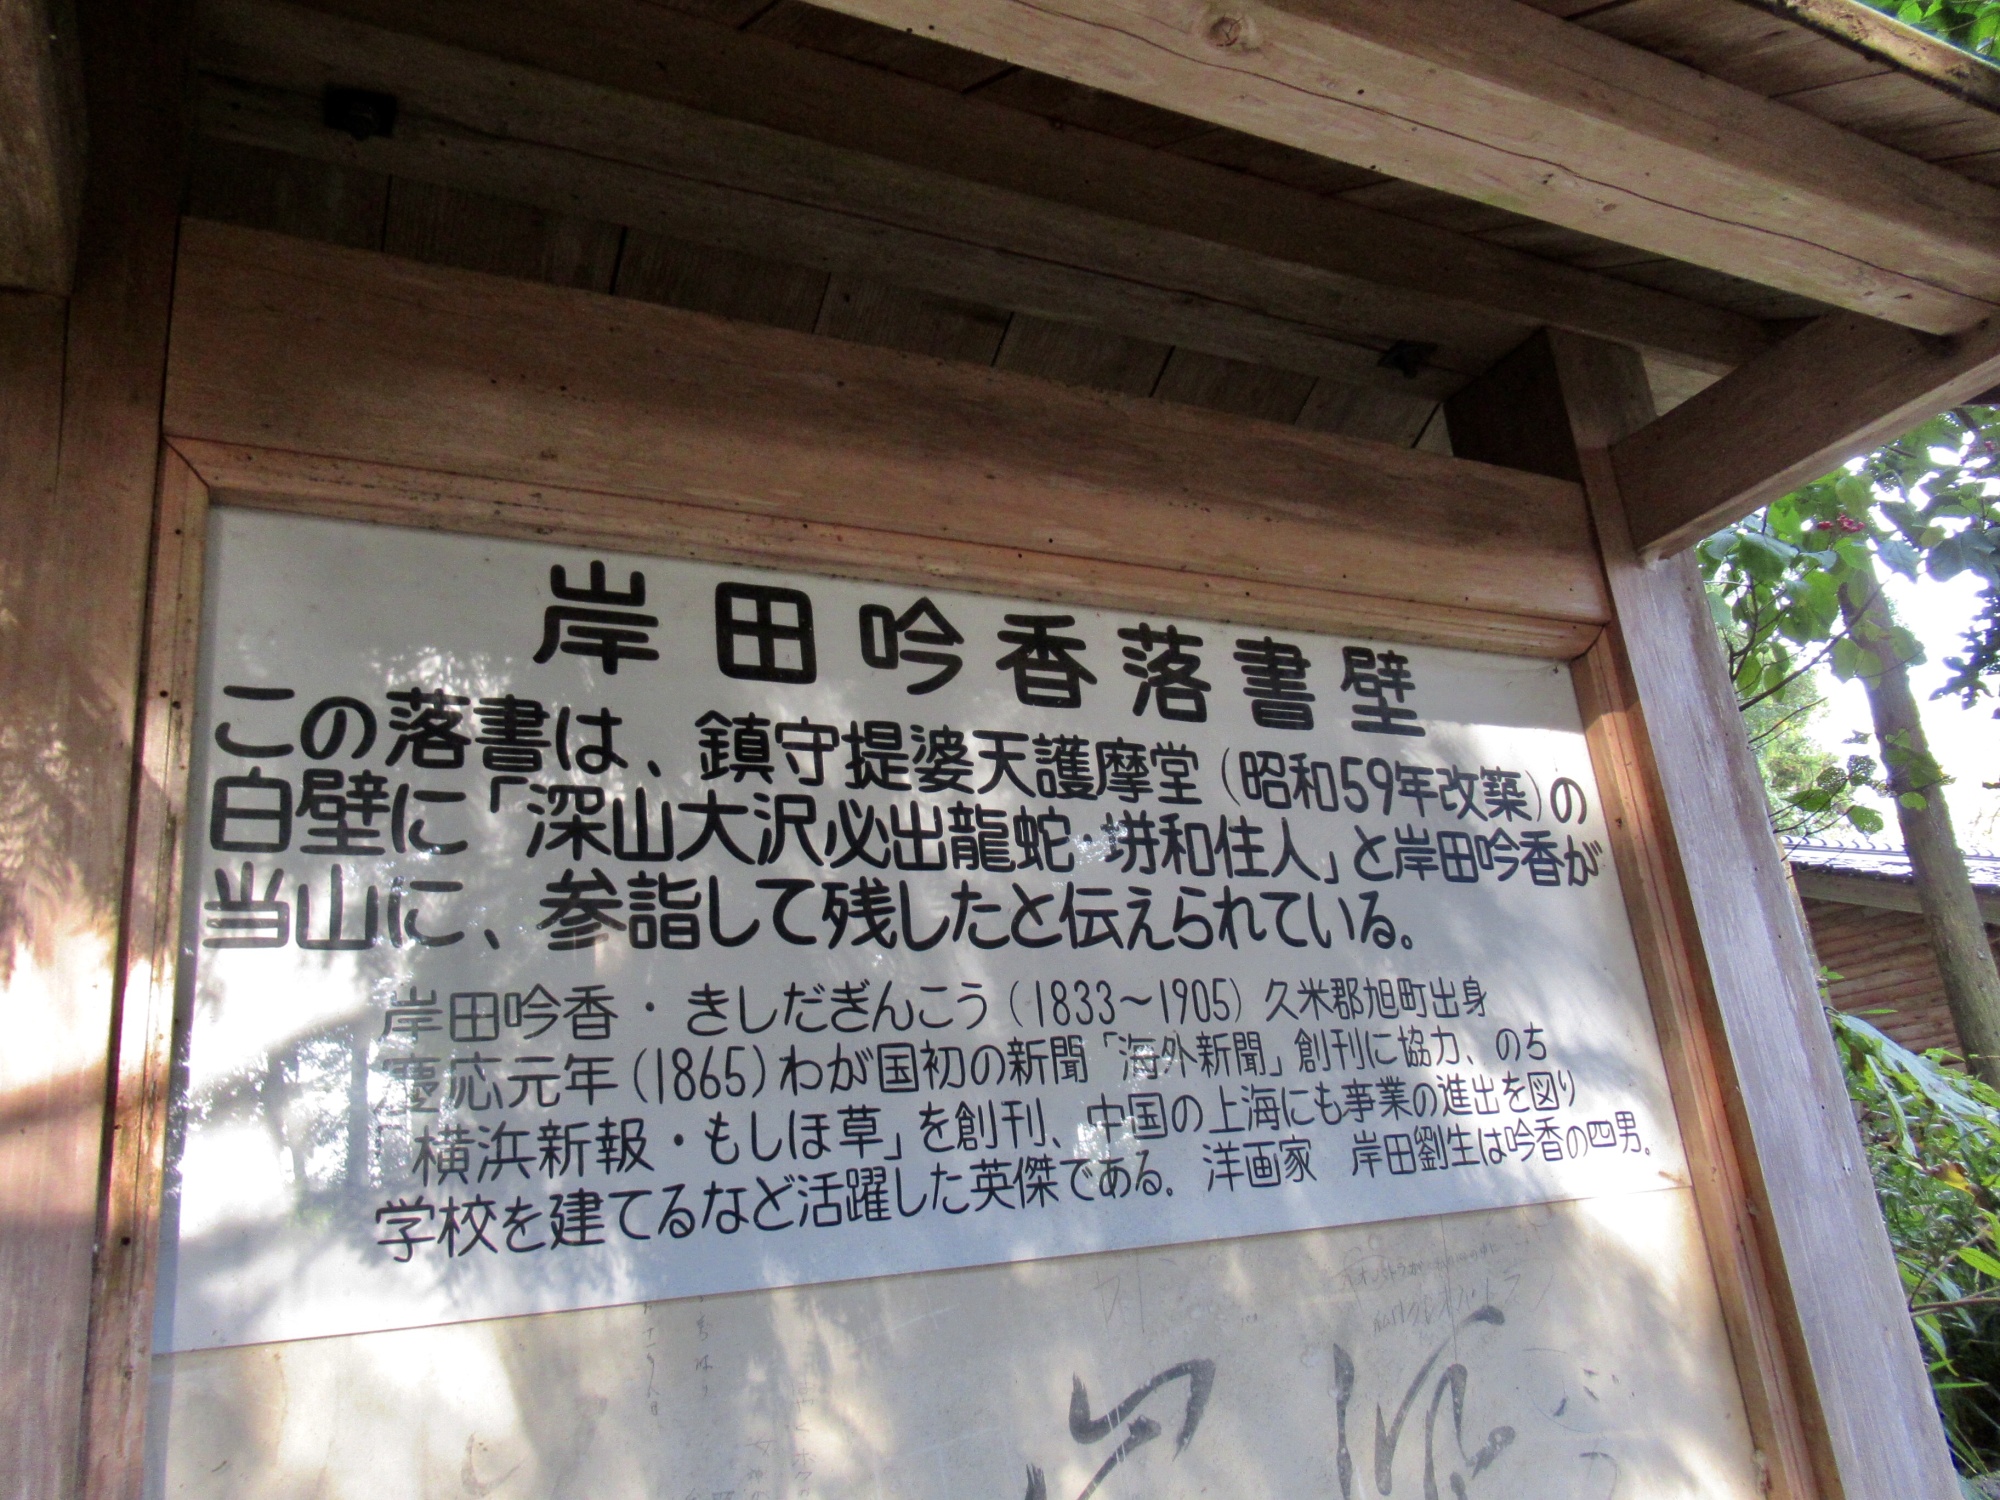 岸田吟香落書壁
この落書は、鎮守提婆天護摩堂(昭和59年改築)の
白壁に「深山大沢必出龍蛇・垪和住人」と岸田吟香が
当山に、参詣して残したと伝えられている。
岸田吟香・きしだぎんこう(1833~1905)久米郡旭町出身
慶応元年(1865)わが国初の新聞「海外新聞」創刊に協力、のち
「横浜新報・もしほ草」を創刊、中国の上海にも事業の進出を図り
学校を建てるなど活躍した英傑である。洋画家 岸田劉生は吟香の四男。